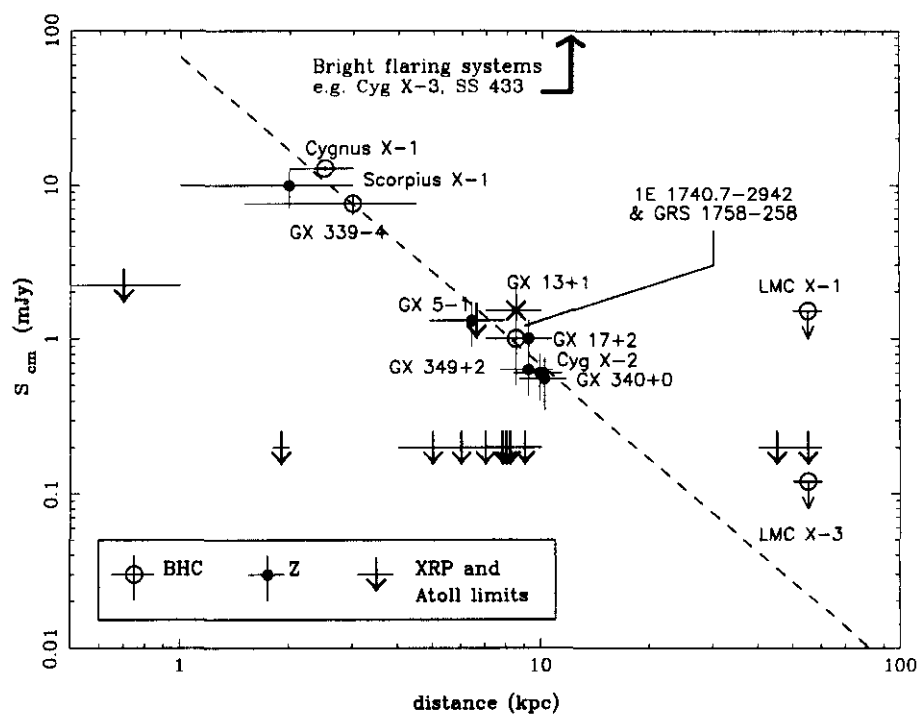 100
Bright flaring systems
e.g. Cyg X-3, SS 433
Cygnus X-1
10
Scorpius X-1
1E 1740.7-2942
& GRS 1758-258
GX 339-4
GX 13+1
LMC X-1
GX 5-1
S cm (mJy)
1
GX 17+2
Cyg X-2
GX 349+2
GX 340+0
0.1
LMC X-3
BHC
Z
XRP and
Atoll limits
0.01
1
10
100
distance (kpc)